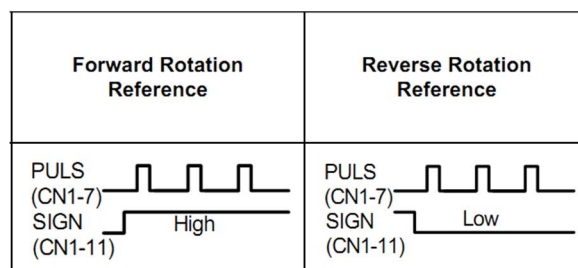 Forward Rotation
Reference
Reverse Rotation
Reference
PULS
(CN1-7)
SIGN
High
(CN1-11)
PULS
(CN1-7)
SIGN
Low
(CN1-11)